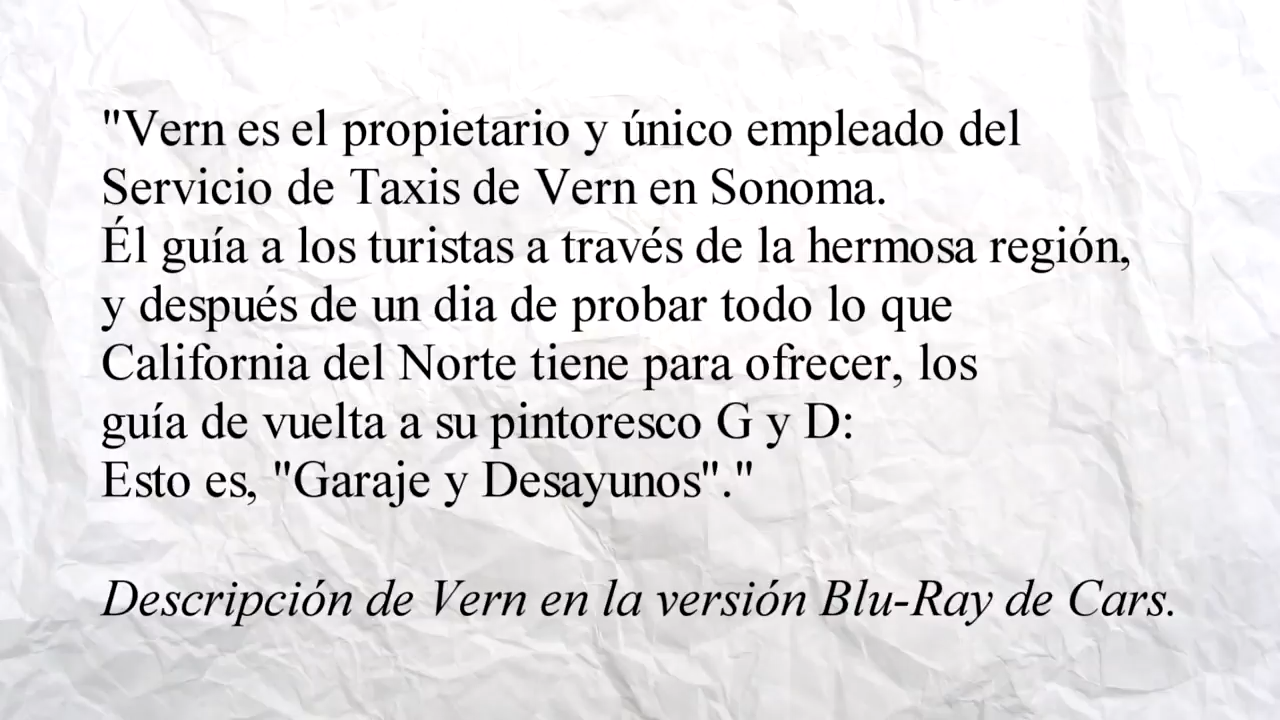 "Vern es el propietario y único empleado del
Servicio de Taxis de Vern en Sonoma.
Él guía a los turistas a través de la hermosa región,
y después de un dia de probar todo lo que
California del Norte tiene para ofrecer, los
guía de vuelta a su pintoresco G y D:
Esto es, "Garaje y Desayunos"."
Descripción de Vern en la versión Blu-Ray de Cars.